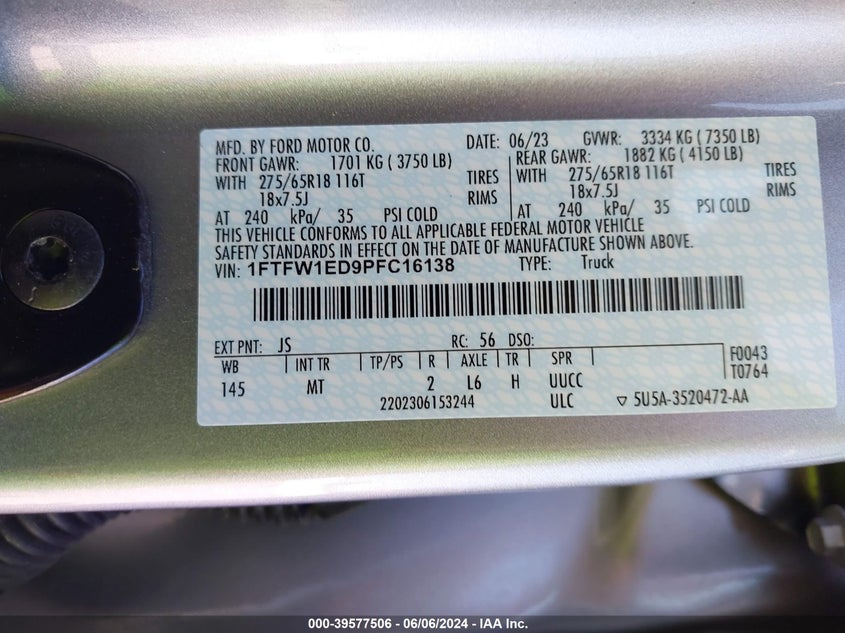 MFD. BY FORD MOTOR CO. DATE: 06/23 GVWR: 3334 KG ( 7350 LB)
FRONT GAWR: 1701 KG ( 3750 LB) REAR GAWR: 1882 KG ( 4150 LB)
WITH 275/65R18 116T TIRES WITH 275/65R18 116T TIRES
18x7.5J RIMS 18x7.5J RIMS
AT 240 kPa/ 35 PSI COLD AT 240 kPa/ 35 PSI COLD
THIS VEHICLE CONFORMS TO ALL APPLICABLE FEDERAL MOTOR VEHICLE
SAFETY STANDARDS IN EFFECT ON THE DATE OF MANUFACTURE SHOWN ABOVE.
VIN: 1FTFW1ED9PFC16138 TYPE: Truck
EXT PNT: JS RC: 56 DSO:
WB INT TR TP/PS R AXLE TR SPR F0043
145 MT 2 L6 H UUCC T0764
2202306153244 ULC ▽ 5U5A-3520472-AA
000-39577506 - 06/06/2024 - IAA Inc.